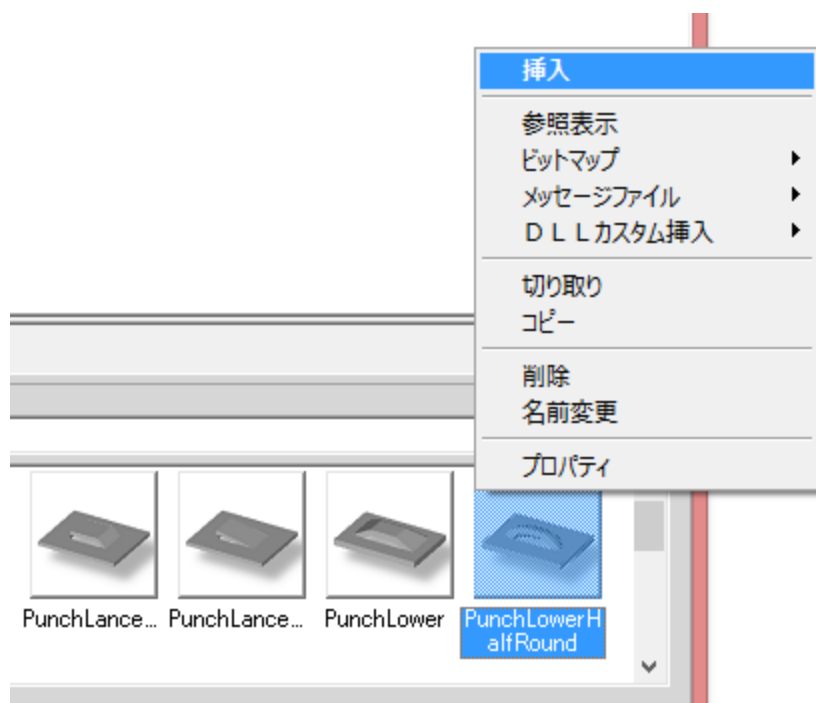 挿入
参照表示
ビットマップ
メッセージファイル
ＤＬＬカスタム挿入
切り取り
コピー
削除
名前変更
プロパティ
PunchLance... PunchLance... PunchLower PunchLowerH
alfRound